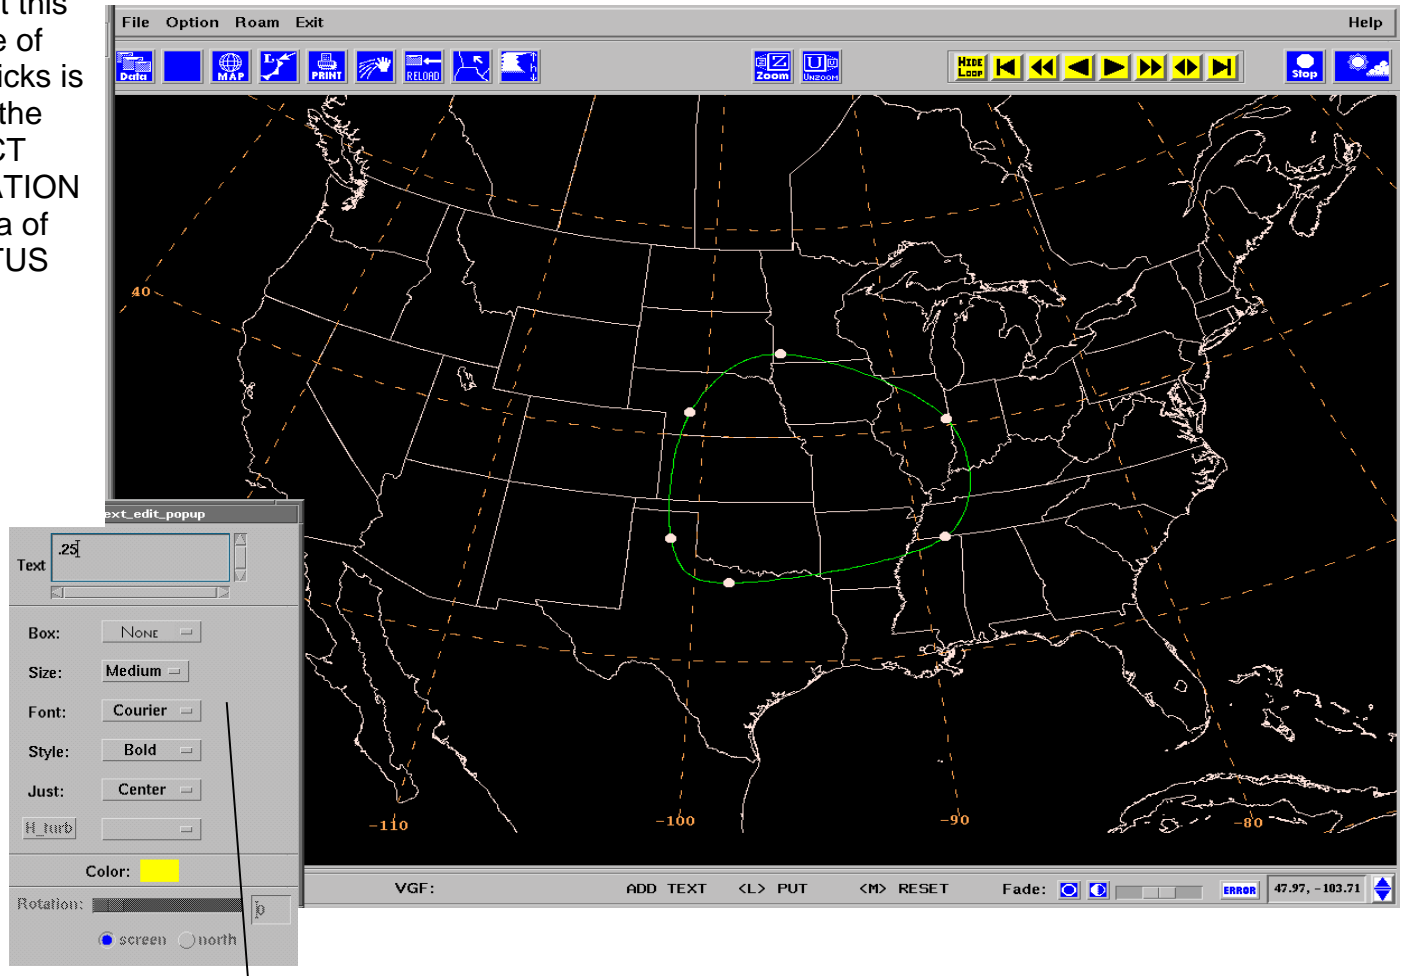 t this
e of
icks is
the
CT
ATION
a of
TUS
File Option Roam Exit Help
Data MAP L PRINT RELOAD Z Zoom U UNZOOM HIDE LOOP Stop
40
-110 -100 -90 -80
ext_edit_popup
Text .25
Box: NONE
Size: Medium
Font: Courier
Style: Bold
Just: Center
H_turb
Color:
Rotation: 0
screen north
VGF: ADD TEXT <L> PUT <M> RESET Fade: ERROR 47.97, -103.71